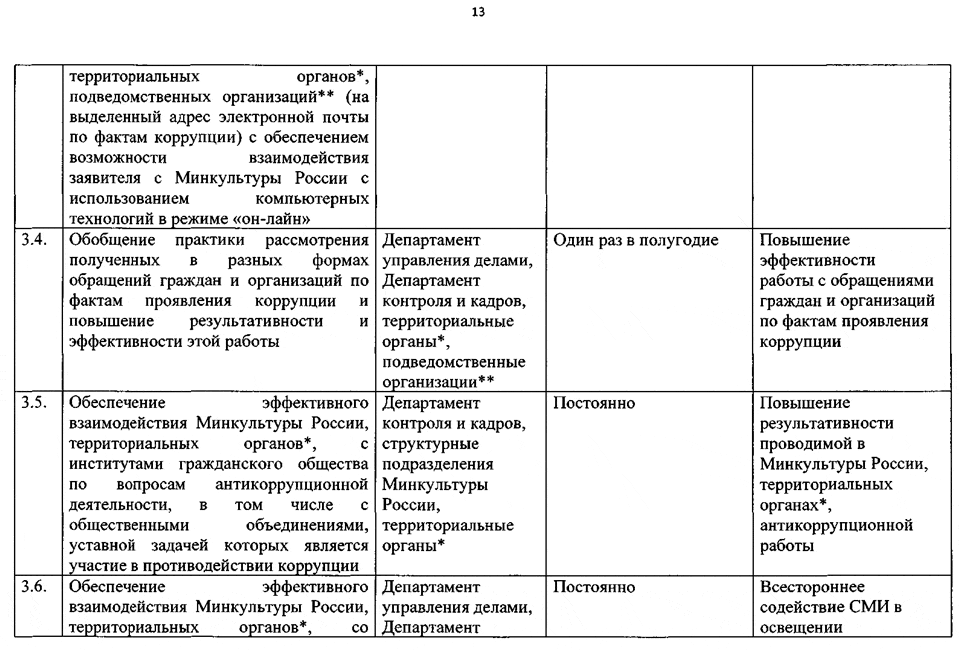 13
территориальных органов*,
подведомственных организаций** (на
выделенный адрес электронной почты
по фактам коррупции) с обеспечением
возможности взаимодействия
заявителя с Минкультуры России с
использованием компьютерных
технологий в режиме «он-лайн»
3.4.
Обобщение практики рассмотрения
полученных в разных формах
обращений граждан и организаций по
фактам проявления коррупции и
повышение результативности и
эффективности этой работы
Департамент
управления делами,
Департамент
контроля и кадров,
территориальные
органы*,
подведомственные
организации**
Один раз в полугодие
Повышение
эффективности
работы с обращениями
граждан и организаций
по фактам проявления
коррупции
3.5.
Обеспечение эффективного
взаимодействия Минкультуры России,
территориальных органов*, с
институтами гражданского общества
по вопросам антикоррупционной
деятельности, в том числе с
общественными объединениями,
уставной задачей которых является
участие в противодействии коррупции
Департамент
контроля и кадров,
структурные
подразделения
Минкультуры
России,
территориальные
органы*
Постоянно
Повышение
результативности
проводимой в
Минкультуры России,
территориальных
органах*,
антикоррупционной
работы
3.6.
Обеспечение эффективного
взаимодействия Минкультуры России,
территориальных органов*, со
Департамент
управления делами,
Департамент
Постоянно
Всестороннее
содействие СМИ в
освещении